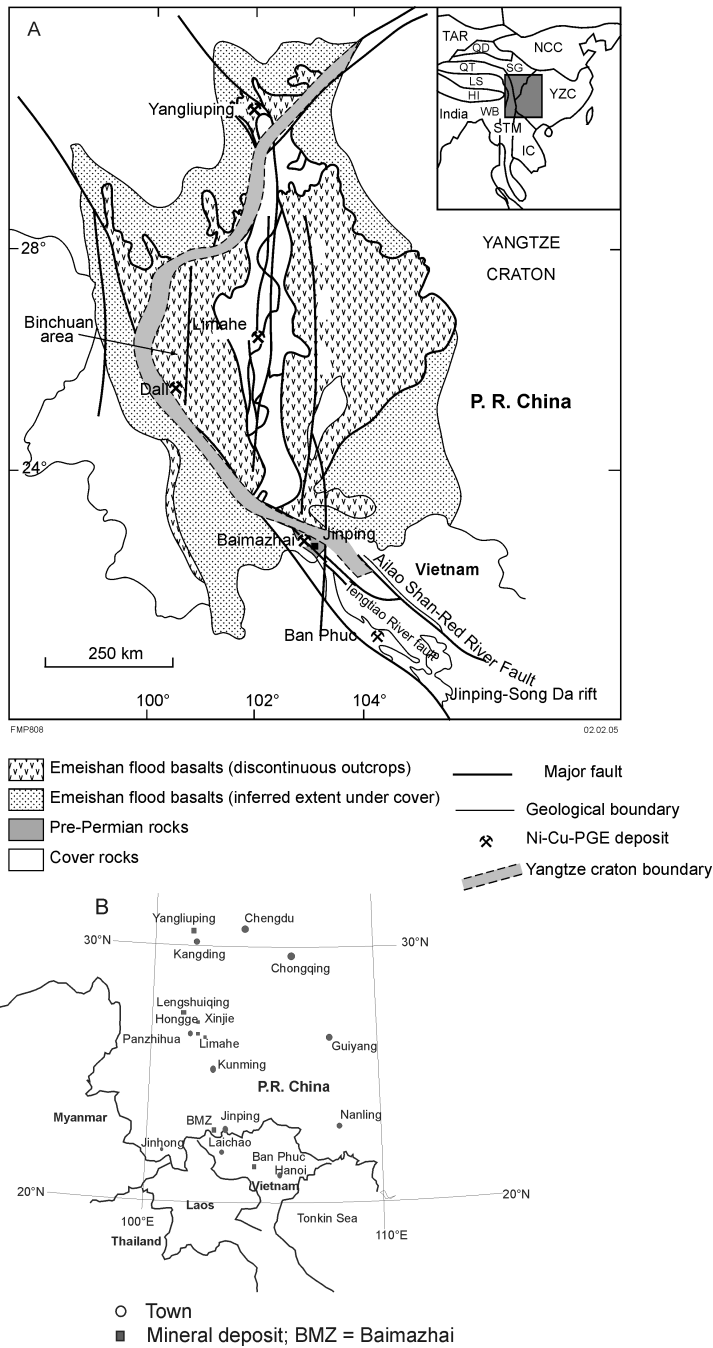 A
TAR
QD
NCC
QT
SG
LS
HI
YZC
India
WB
STM
IC
Yangliuping
28°
YANGTZE
CRATON
Binchuan
area
Limahe
Dali
P. R. China
24°
Baimazhai
Jinping
Vietnam
Ailao Shan-Red River Fault
Tengtiao River fault
Ban Phuc
250 km
Jinping-Song Da rift
100°
102°
104°
FMP808
02.02.05
Emeishan flood basalts (discontinuous outcrops)
Major fault
Emeishan flood basalts (inferred extent under cover)
Geological boundary
Pre-Permian rocks
Ni-Cu-PGE deposit
Cover rocks
Yangtze craton boundary
B
Yangliuping
Chengdu
30°N
30°N
Kangding
Chongqing
Lengshuiqing
Hongge
Xinjie
Panzhihua
Limahe
Guiyang
Kunming
P.R. China
Myanmar
BMZ
Jinping
Nanling
Jinhong
Laichao
Ban Phuc
Hanoi
Vietnam
20°N
20°N
Laos
100°E
Tonkin Sea
110°E
Thailand
Town
Mineral deposit; BMZ = Baimazhai